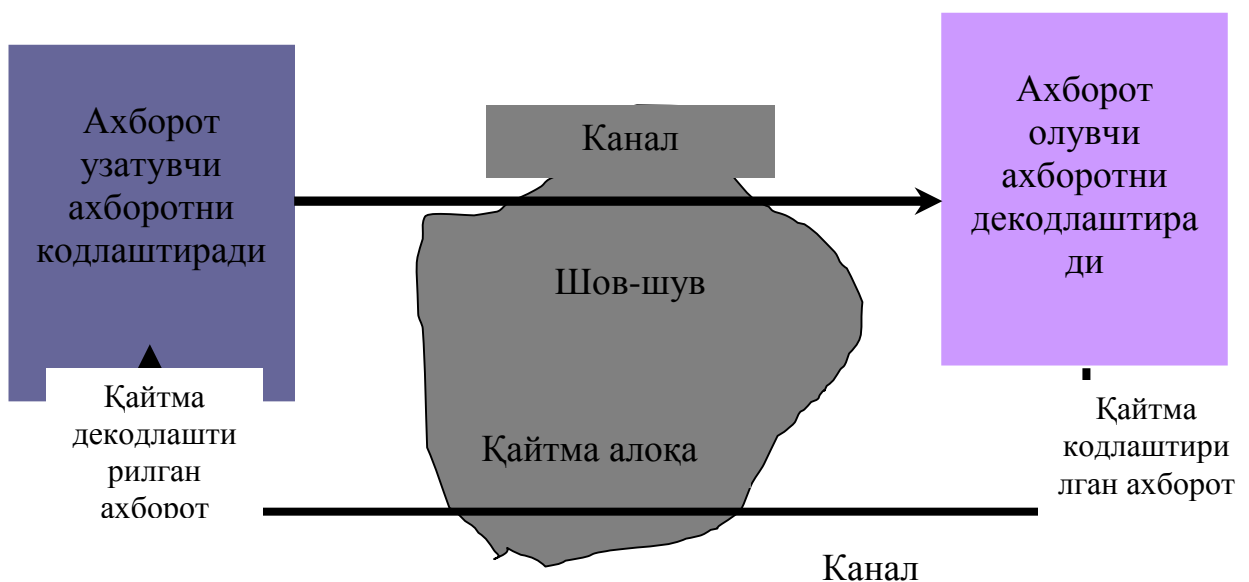 Ахборот
узатувчи
ахборотни
кодлаштиради
Канал
Ахборот
олувчи
ахборотни
декодлаштира
ди
Шов-шув
Қайтма
декодлашти
рилган
ахборот
Қайтма алоқа
Қайтма
кодлаштири
лган ахборот
Канал